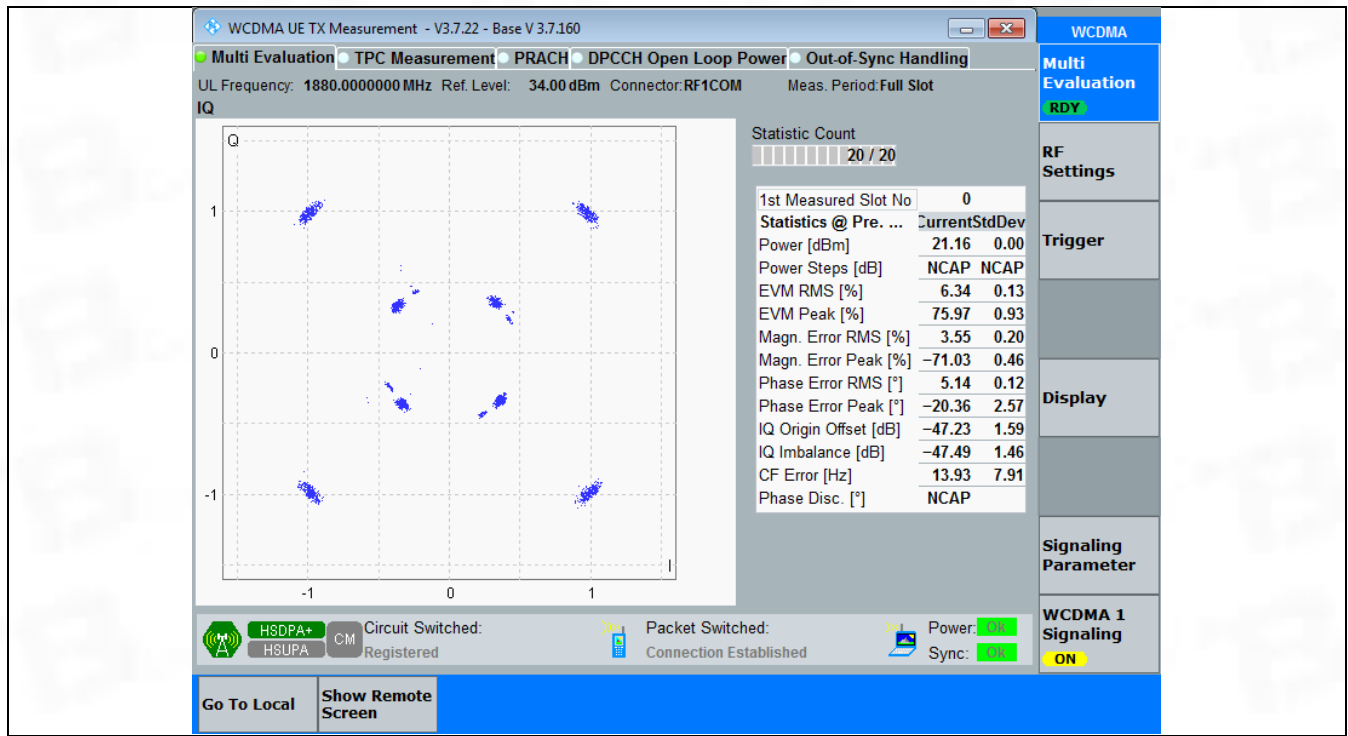 WCDMA UE TX Measurement - V3.7.22 - Base V 3.7.160
WCDMA
Multi Evaluation TPC Measurement PRACH DPCCH Open Loop Power Out-of-Sync Handling
UL Frequency: 1880.0000000 MHz Ref. Level: 34.00 dBm Connector: RF1COM Meas. Period: Full Slot
IQ
Q
1
0
-1
-1 0 1
I
Statistic Count
20 / 20
1st Measured Slot No 0
Statistics @ Pre. ... Current StdDev
Power [dBm] 21.16 0.00
Power Steps [dB] NCAP NCAP
EVM RMS [%] 6.34 0.13
EVM Peak [%] 75.97 0.93
Magn. Error RMS [%] 3.55 0.20
Magn. Error Peak [%] −71.03 0.46
Phase Error RMS [°] 5.14 0.12
Phase Error Peak [°] −20.36 2.57
IQ Origin Offset [dB] −47.23 1.59
IQ Imbalance [dB] −47.49 1.46
CF Error [Hz] 13.93 7.91
Phase Disc. [°] NCAP
Multi
Evaluation
RDY
RF
Settings
Trigger
Display
Signaling
Parameter
WCDMA 1
Signaling
ON
HSDPA+
HSUPA
CM
Circuit Switched:
Registered
Packet Switched:
Connection Established
Power: Ok
Sync: Ok
Go To Local
Show Remote
Screen